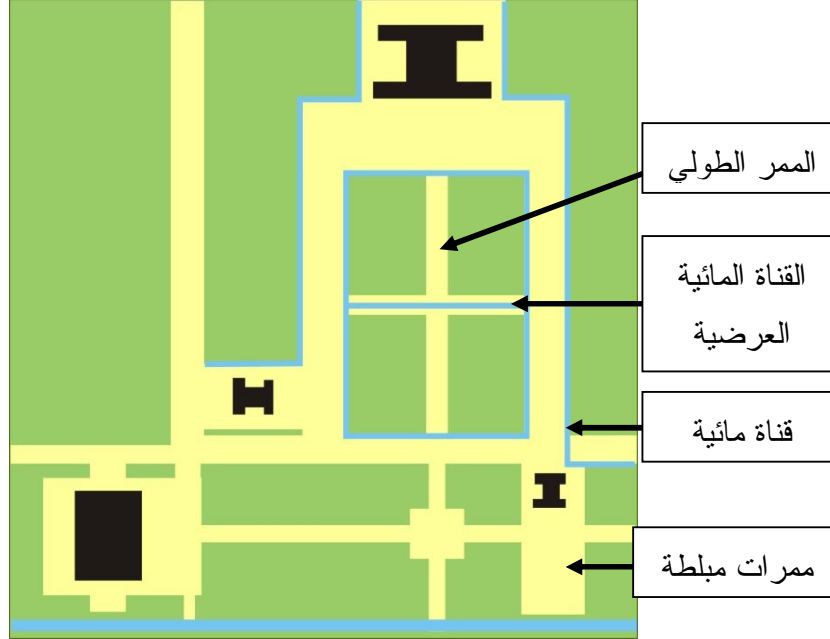 الممر الطولي
القناة المائية
العرضية
قناة مائية
ممرات مبلطة